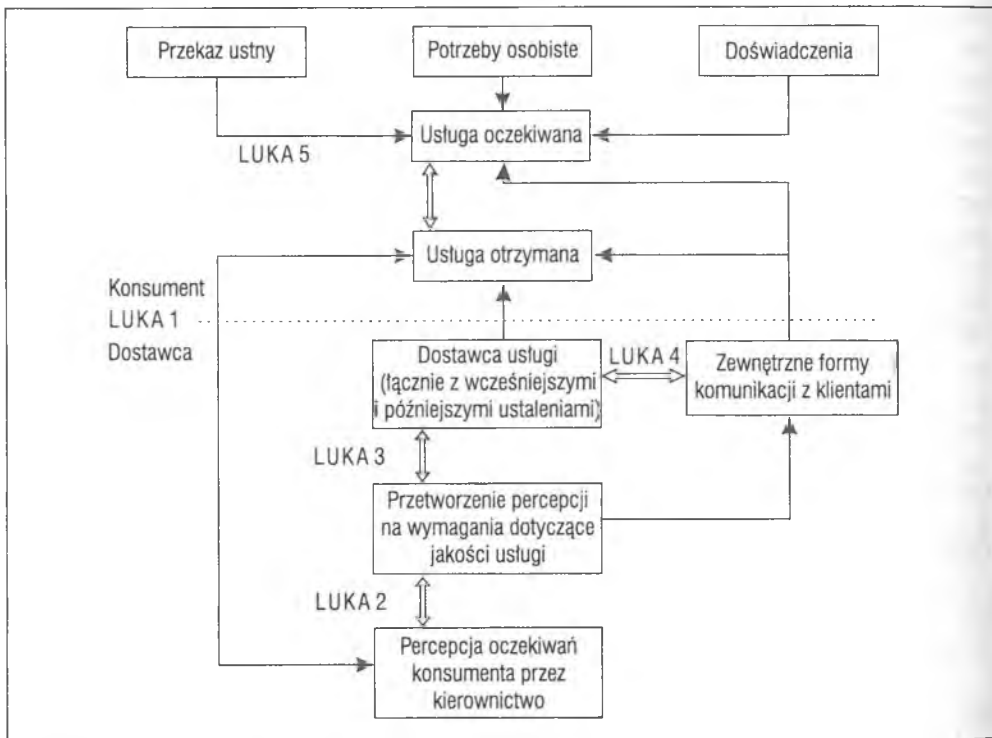 Przekaz ustny
Potrzeby osobiste
Doświadczenia
Usługa oczekiwana
LUKA 5
Usługa otrzymana
Konsument
LUKA 1
Dostawca
Dostawca usługi
(łącznie z wcześniejszymi
i późniejszymi ustaleniami)
LUKA 4
Zewnętrzne formy
komunikacji z klientami
LUKA 3
Przetworzenie percepcji
na wymagania dotyczące
jakości usługi
LUKA 2
Percepcja oczekiwań
konsumenta przez
kierownictwo